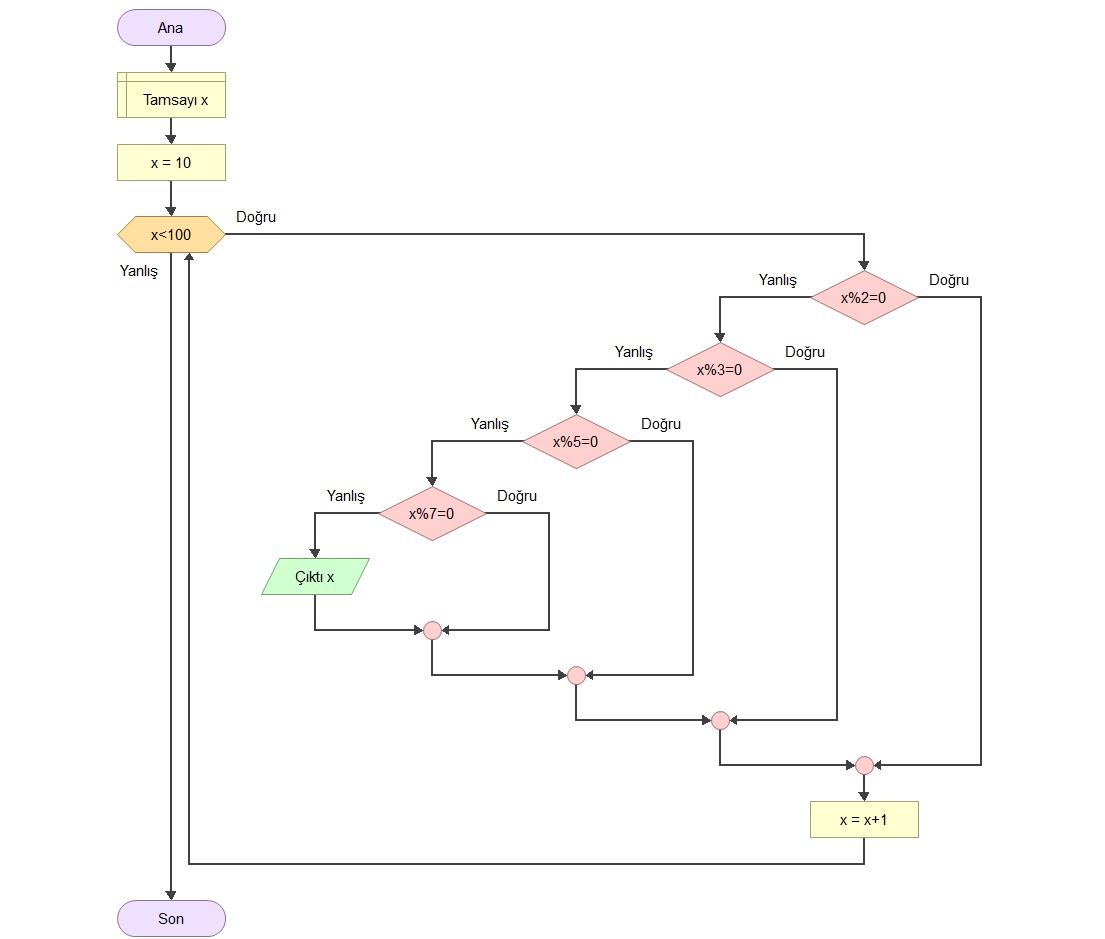 Ana
Tamsayı x
x = 10
Doğru
x<100
Yanlış
Yanlış
Doğru
x%2=0
Yanlış
Doğru
x%3=0
Yanlış
Doğru
x%5=0
Yanlış
Doğru
x%7=0
Çıktı x
x = x+1
Son